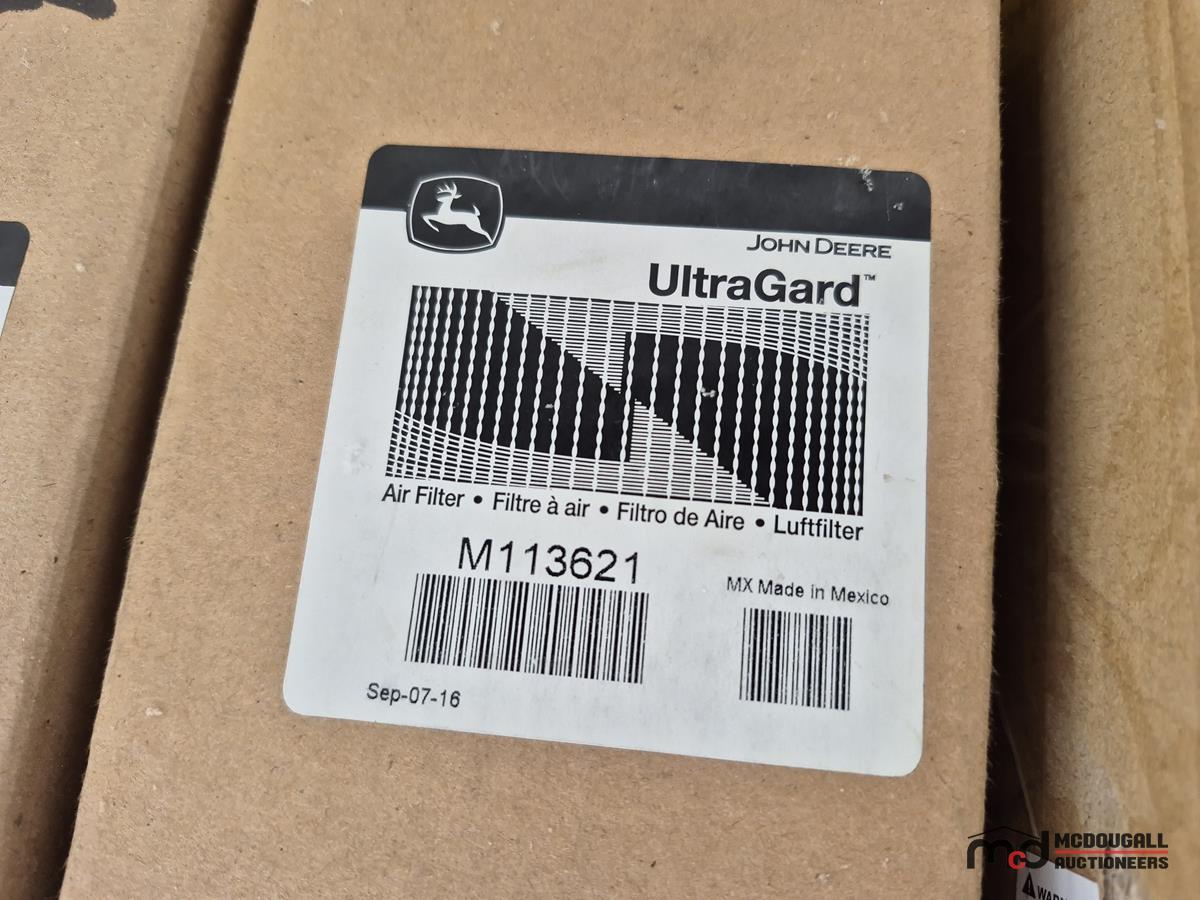 JOHN DEERE
UltraGard™
Air Filter • Filtre à air • Filtro de Aire • Luftfilter
M113621
MX Made in Mexico
Sep-07-16
mcd MCDOUGALL
AUCTIONEERS